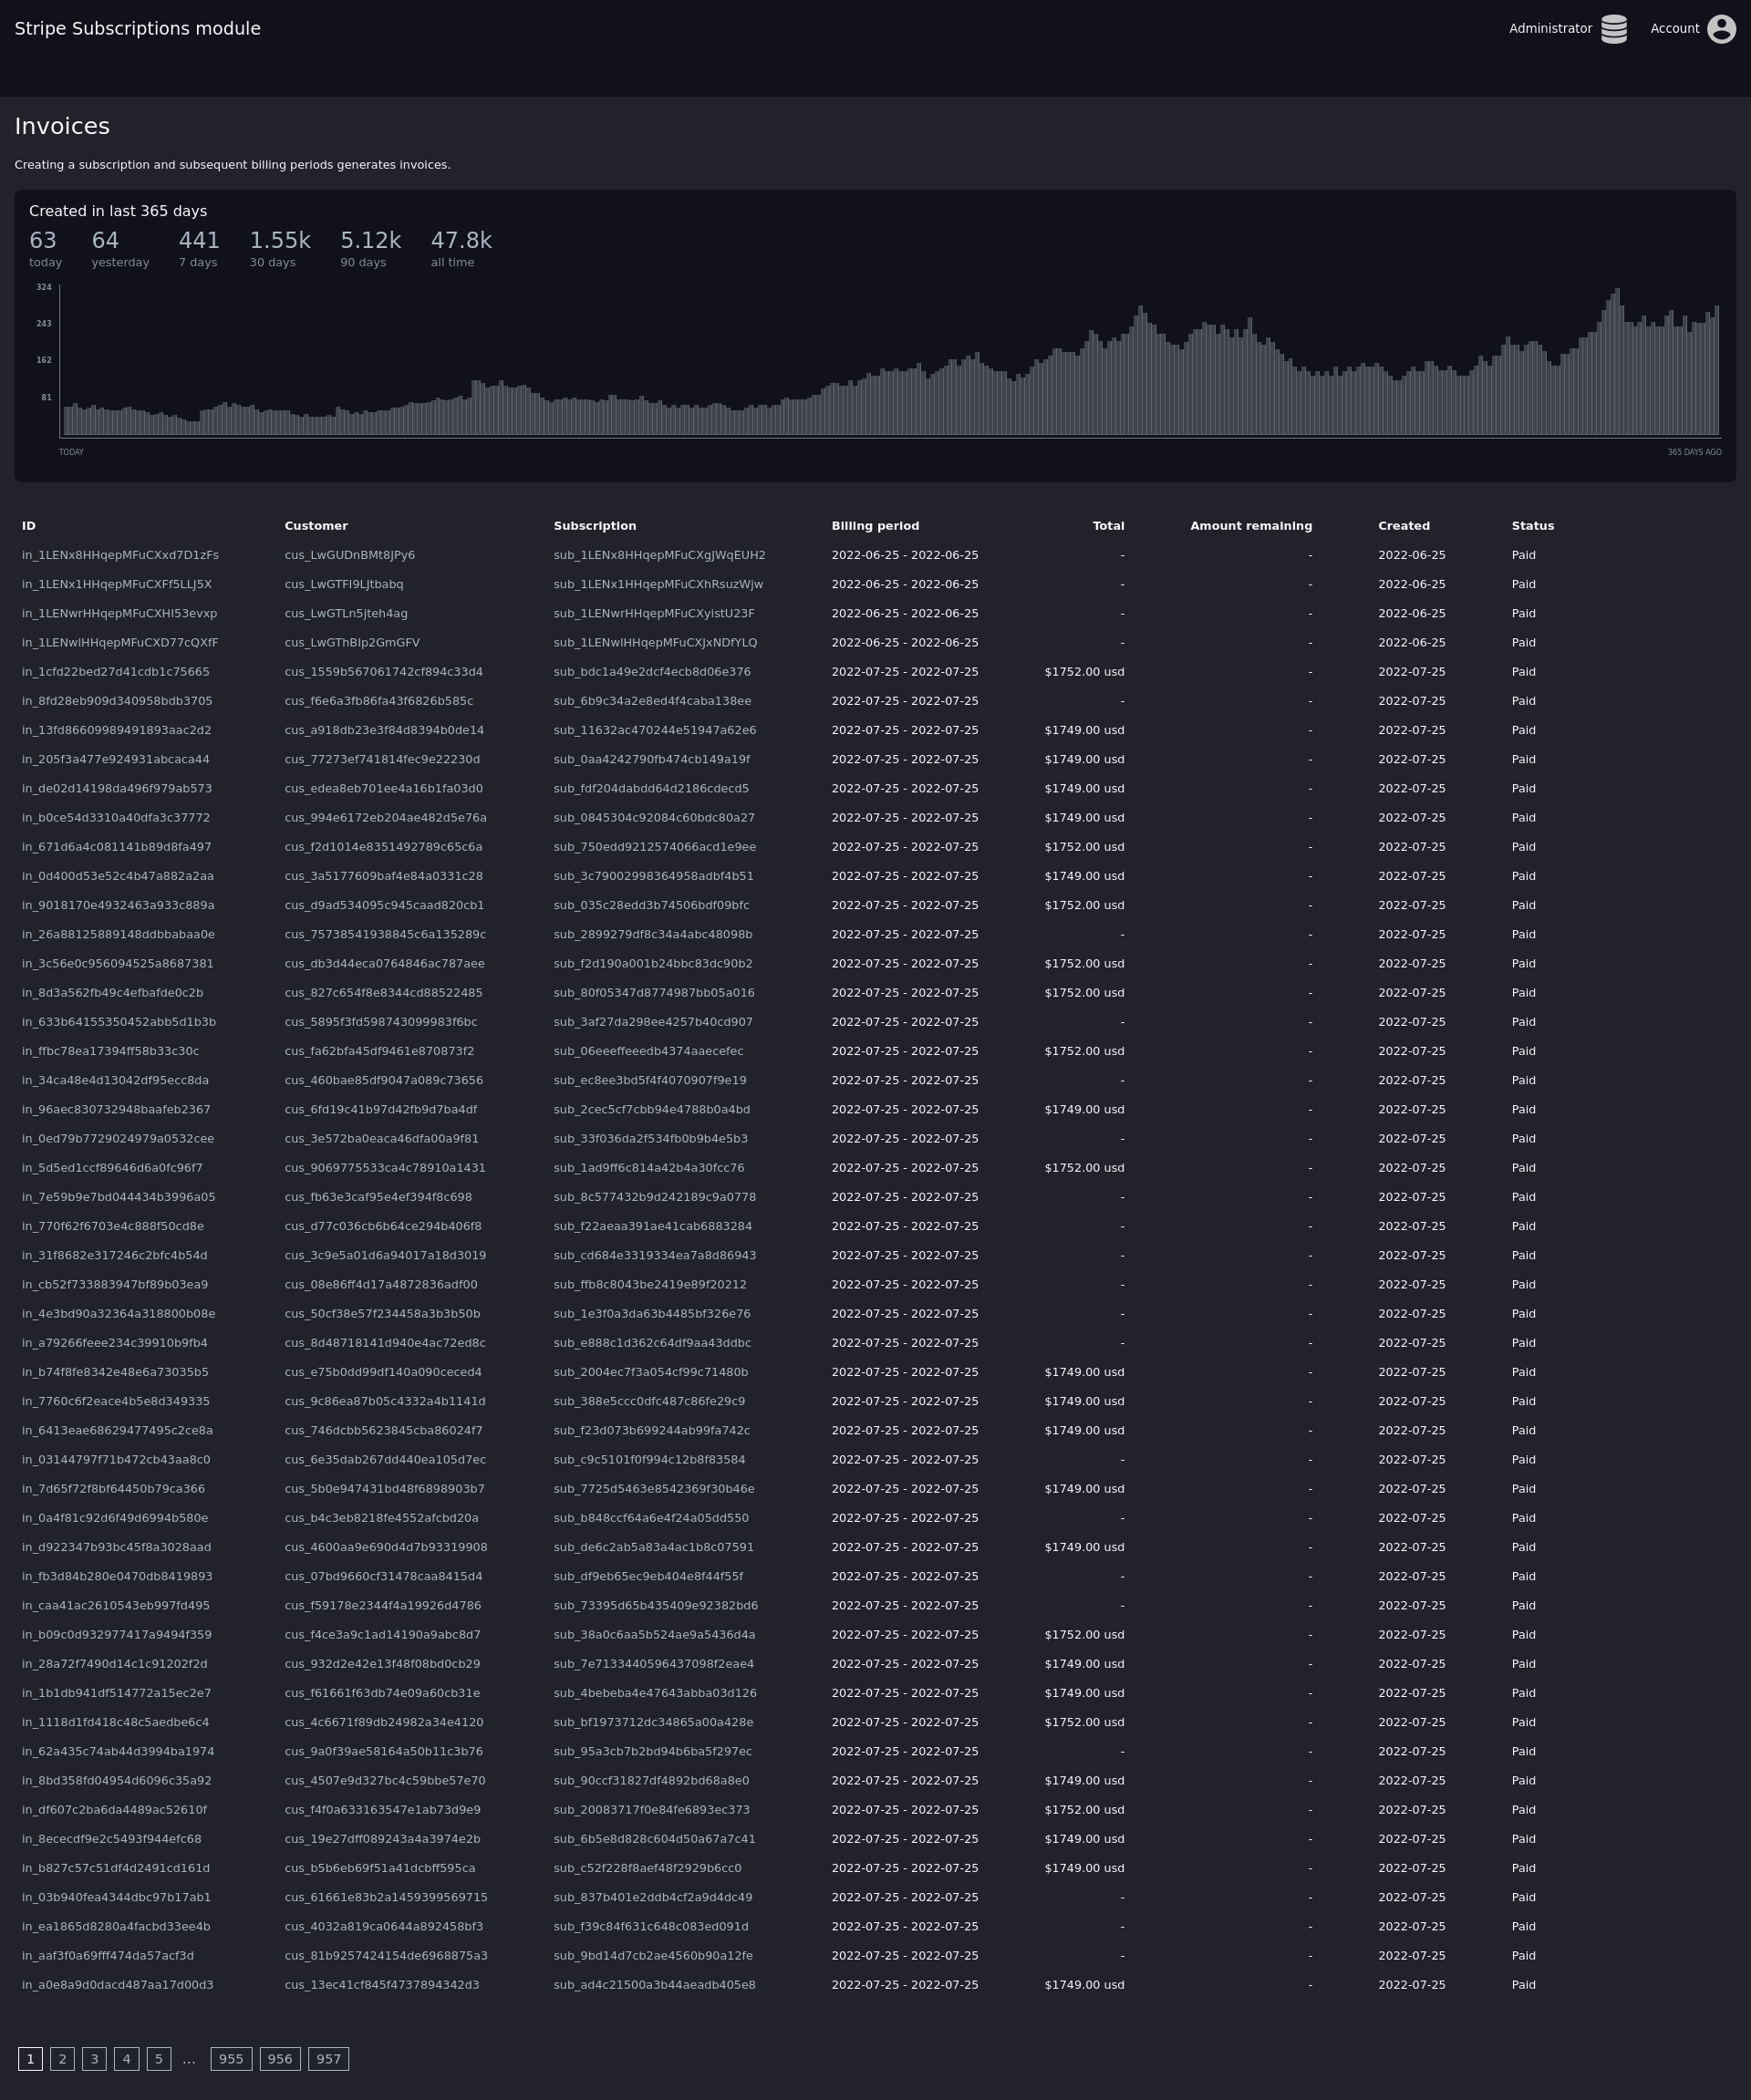 Stripe Subscriptions module
Administrator Account
Invoices
Creating a subscription and subsequent billing periods generates invoices.
Created in last 365 days
63 64 441 1.55k 5.12k 47.8k
today yesterday 7 days 30 days 90 days all time
324
243
162
81
TODAY 365 DAYS AGO
ID Customer Subscription Billing period Total Amount remaining Created Status
in_1LENx8HHqepMFuCXxd7D1zFs cus_LwGUDnBMt8JPy6 sub_1LENx8HHqepMFuCXgJWqEUH2 2022-06-25 - 2022-06-25 - - 2022-06-25 Paid
in_1LENx1HHqepMFuCXFf5LLJ5X cus_LwGTFI9LJtbabq sub_1LENx1HHqepMFuCXhRsuzWjw 2022-06-25 - 2022-06-25 - - 2022-06-25 Paid
in_1LENwrHHqepMFuCXHI53evxp cus_LwGTLn5jteh4ag sub_1LENwrHHqepMFuCXyistU23F 2022-06-25 - 2022-06-25 - - 2022-06-25 Paid
in_1LENwlHHqepMFuCXD77cQXfF cus_LwGThBIp2GmGFV sub_1LENwlHHqepMFuCXJxNDfYLQ 2022-06-25 - 2022-06-25 - - 2022-06-25 Paid
in_1cfd22bed27d41cdb1c75665 cus_1559b567061742cf894c33d4 sub_bdc1a49e2dcf4ecb8d06e376 2022-07-25 - 2022-07-25 $1752.00 usd - 2022-07-25 Paid
in_8fd28eb909d340958bdb3705 cus_f6e6a3fb86fa43f6826b585c sub_6b9c34a2e8ed4f4caba138ee 2022-07-25 - 2022-07-25 - - 2022-07-25 Paid
in_13fd86609989491893aac2d2 cus_a918db23e3f84d8394b0de14 sub_11632ac470244e51947a62e6 2022-07-25 - 2022-07-25 $1749.00 usd - 2022-07-25 Paid
in_205f3a477e924931abcaca44 cus_77273ef741814fec9e22230d sub_0aa4242790fb474cb149a19f 2022-07-25 - 2022-07-25 $1749.00 usd - 2022-07-25 Paid
in_de02d14198da496f979ab573 cus_edea8eb701ee4a16b1fa03d0 sub_fdf204dabdd64d2186cdecd5 2022-07-25 - 2022-07-25 $1749.00 usd - 2022-07-25 Paid
in_b0ce54d3310a40dfa3c37772 cus_994e6172eb204ae482d5e76a sub_0845304c92084c60bdc80a27 2022-07-25 - 2022-07-25 $1749.00 usd - 2022-07-25 Paid
in_671d6a4c081141b89d8fa497 cus_f2d1014e8351492789c65c6a sub_750edd9212574066acd1e9ee 2022-07-25 - 2022-07-25 $1752.00 usd - 2022-07-25 Paid
in_0d400d53e52c4b47a882a2aa cus_3a5177609baf4e84a0331c28 sub_3c79002998364958adbf4b51 2022-07-25 - 2022-07-25 $1749.00 usd - 2022-07-25 Paid
in_9018170e4932463a933c889a cus_d9ad534095c945caad820cb1 sub_035c28edd3b74506bdf09bfc 2022-07-25 - 2022-07-25 $1752.00 usd - 2022-07-25 Paid
in_26a88125889148ddbbabaa0e cus_75738541938845c6a135289c sub_2899279df8c34a4abc48098b 2022-07-25 - 2022-07-25 - - 2022-07-25 Paid
in_3c56e0c956094525a8687381 cus_db3d44eca0764846ac787aee sub_f2d190a001b24bbc83dc90b2 2022-07-25 - 2022-07-25 $1752.00 usd - 2022-07-25 Paid
in_8d3a562fb49c4efbafde0c2b cus_827c654f8e8344cd88522485 sub_80f05347d8774987bb05a016 2022-07-25 - 2022-07-25 $1752.00 usd - 2022-07-25 Paid
in_633b64155350452abb5d1b3b cus_5895f3fd598743099983f6bc sub_3af27da298ee4257b40cd907 2022-07-25 - 2022-07-25 - - 2022-07-25 Paid
in_ffbc78ea17394ff58b33c30c cus_fa62bfa45df9461e870873f2 sub_06eeeffeeedb4374aaecefec 2022-07-25 - 2022-07-25 $1752.00 usd - 2022-07-25 Paid
in_34ca48e4d13042df95ecc8da cus_460bae85df9047a089c73656 sub_ec8ee3bd5f4f4070907f9e19 2022-07-25 - 2022-07-25 - - 2022-07-25 Paid
in_96aec830732948baafeb2367 cus_6fd19c41b97d42fb9d7ba4df sub_2cec5cf7cbb94e4788b0a4bd 2022-07-25 - 2022-07-25 $1749.00 usd - 2022-07-25 Paid
in_0ed79b7729024979a0532cee cus_3e572ba0eaca46dfa00a9f81 sub_33f036da2f534fb0b9b4e5b3 2022-07-25 - 2022-07-25 - - 2022-07-25 Paid
in_5d5ed1ccf89646d6a0fc96f7 cus_9069775533ca4c78910a1431 sub_1ad9ff6c814a42b4a30fcc76 2022-07-25 - 2022-07-25 $1752.00 usd - 2022-07-25 Paid
in_7e59b9e7bd044434b3996a05 cus_fb63e3caf95e4ef394f8c698 sub_8c577432b9d242189c9a0778 2022-07-25 - 2022-07-25 - - 2022-07-25 Paid
in_770f62f6703e4c888f50cd8e cus_d77c036cb6b64ce294b406f8 sub_f22aeaa391ae41cab6883284 2022-07-25 - 2022-07-25 - - 2022-07-25 Paid
in_31f8682e317246c2bfc4b54d cus_3c9e5a01d6a94017a18d3019 sub_cd684e3319334ea7a8d86943 2022-07-25 - 2022-07-25 - - 2022-07-25 Paid
in_cb52f733883947bf89b03ea9 cus_08e86ff4d17a4872836adf00 sub_ffb8c8043be2419e89f20212 2022-07-25 - 2022-07-25 - - 2022-07-25 Paid
in_4e3bd90a32364a318800b08e cus_50cf38e57f234458a3b3b50b sub_1e3f0a3da63b4485bf326e76 2022-07-25 - 2022-07-25 - - 2022-07-25 Paid
in_a79266feee234c39910b9fb4 cus_8d48718141d940e4ac72ed8c sub_e888c1d362c64df9aa43ddbc 2022-07-25 - 2022-07-25 - - 2022-07-25 Paid
in_b74f8fe8342e48e6a73035b5 cus_e75b0dd99df140a090ceced4 sub_2004ec7f3a054cf99c71480b 2022-07-25 - 2022-07-25 $1749.00 usd - 2022-07-25 Paid
in_7760c6f2eace4b5e8d349335 cus_9c86ea87b05c4332a4b1141d sub_388e5ccc0dfc487c86fe29c9 2022-07-25 - 2022-07-25 $1749.00 usd - 2022-07-25 Paid
in_6413eae68629477495c2ce8a cus_746dcbb5623845cba86024f7 sub_f23d073b699244ab99fa742c 2022-07-25 - 2022-07-25 $1749.00 usd - 2022-07-25 Paid
in_03144797f71b472cb43aa8c0 cus_6e35dab267dd440ea105d7ec sub_c9c5101f0f994c12b8f83584 2022-07-25 - 2022-07-25 - - 2022-07-25 Paid
in_7d65f72f8bf64450b79ca366 cus_5b0e947431bd48f6898903b7 sub_7725d5463e8542369f30b46e 2022-07-25 - 2022-07-25 $1749.00 usd - 2022-07-25 Paid
in_0a4f81c92d6f49d6994b580e cus_b4c3eb8218fe4552afcbd20a sub_b848ccf64a6e4f24a05dd550 2022-07-25 - 2022-07-25 - - 2022-07-25 Paid
in_d922347b93bc45f8a3028aad cus_4600aa9e690d4d7b93319908 sub_de6c2ab5a83a4ac1b8c07591 2022-07-25 - 2022-07-25 $1749.00 usd - 2022-07-25 Paid
in_fb3d84b280e0470db8419893 cus_07bd9660cf31478caa8415d4 sub_df9eb65ec9eb404e8f44f55f 2022-07-25 - 2022-07-25 - - 2022-07-25 Paid
in_caa41ac2610543eb997fd495 cus_f59178e2344f4a19926d4786 sub_73395d65b435409e92382bd6 2022-07-25 - 2022-07-25 - - 2022-07-25 Paid
in_b09c0d932977417a9494f359 cus_f4ce3a9c1ad14190a9abc8d7 sub_38a0c6aa5b524ae9a5436d4a 2022-07-25 - 2022-07-25 $1752.00 usd - 2022-07-25 Paid
in_28a72f7490d14c1c91202f2d cus_932d2e42e13f48f08bd0cb29 sub_7e7133440596437098f2eae4 2022-07-25 - 2022-07-25 $1749.00 usd - 2022-07-25 Paid
in_1b1db941df514772a15ec2e7 cus_f61661f63db74e09a60cb31e sub_4bebeba4e47643abba03d126 2022-07-25 - 2022-07-25 $1749.00 usd - 2022-07-25 Paid
in_1118d1fd418c48c5aedbe6c4 cus_4c6671f89db24982a34e4120 sub_bf1973712dc34865a00a428e 2022-07-25 - 2022-07-25 $1752.00 usd - 2022-07-25 Paid
in_62a435c74ab44d3994ba1974 cus_9a0f39ae58164a50b11c3b76 sub_95a3cb7b2bd94b6ba5f297ec 2022-07-25 - 2022-07-25 - - 2022-07-25 Paid
in_8bd358fd04954d6096c35a92 cus_4507e9d327bc4c59bbe57e70 sub_90ccf31827df4892bd68a8e0 2022-07-25 - 2022-07-25 $1749.00 usd - 2022-07-25 Paid
in_df607c2ba6da4489ac52610f cus_f4f0a633163547e1ab73d9e9 sub_20083717f0e84fe6893ec373 2022-07-25 - 2022-07-25 $1752.00 usd - 2022-07-25 Paid
in_8ececdf9e2c5493f944efc68 cus_19e27dff089243a4a3974e2b sub_6b5e8d828c604d50a67a7c41 2022-07-25 - 2022-07-25 $1749.00 usd - 2022-07-25 Paid
in_b827c57c51df4d2491cd161d cus_b5b6eb69f51a41dcbff595ca sub_c52f228f8aef48f2929b6cc0 2022-07-25 - 2022-07-25 $1749.00 usd - 2022-07-25 Paid
in_03b940fea4344dbc97b17ab1 cus_61661e83b2a1459399569715 sub_837b401e2ddb4cf2a9d4dc49 2022-07-25 - 2022-07-25 - - 2022-07-25 Paid
in_ea1865d8280a4facbd33ee4b cus_4032a819ca0644a892458bf3 sub_f39c84f631c648c083ed091d 2022-07-25 - 2022-07-25 - - 2022-07-25 Paid
in_aaf3f0a69fff474da57acf3d cus_81b9257424154de6968875a3 sub_9bd14d7cb2ae4560b90a12fe 2022-07-25 - 2022-07-25 - - 2022-07-25 Paid
in_a0e8a9d0dacd487aa17d00d3 cus_13ec41cf845f4737894342d3 sub_ad4c21500a3b44aeadb405e8 2022-07-25 - 2022-07-25 $1749.00 usd - 2022-07-25 Paid
1 2 3 4 5 ... 955 956 957